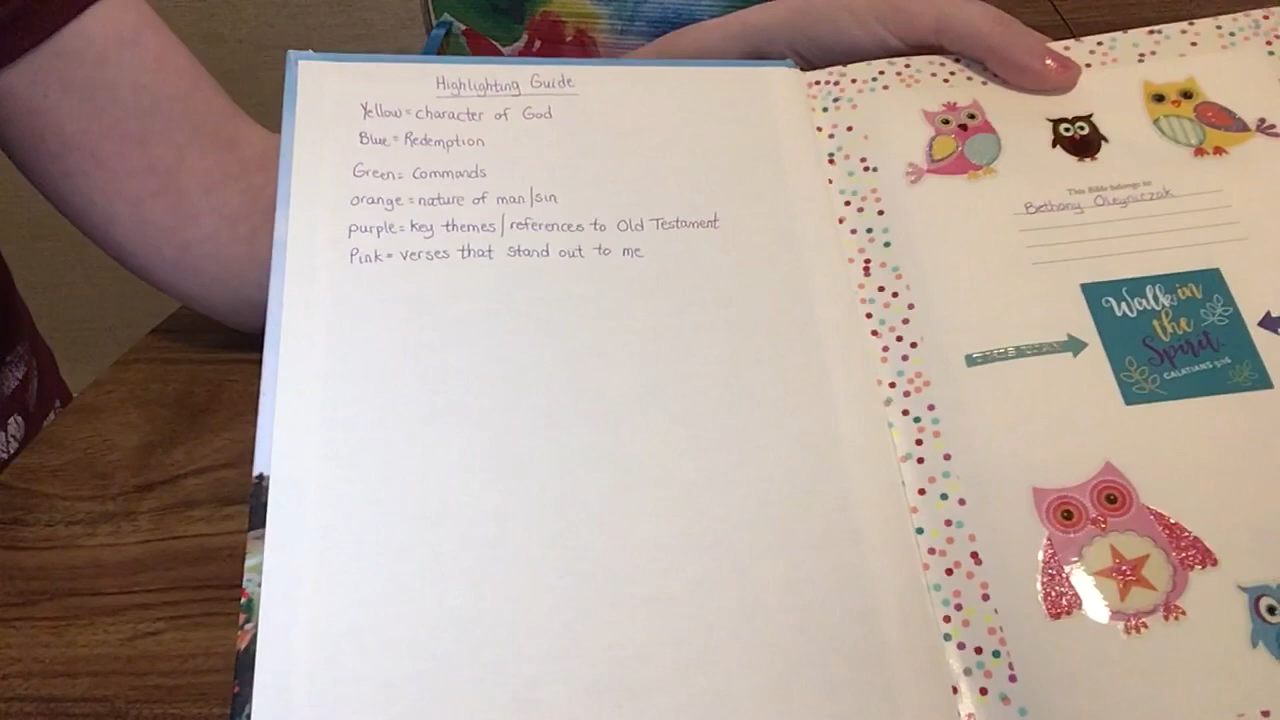 Highlighting Guide
Yellow = character of God
Blue = Redemption
Green = Commands
orange = nature of man/sin
purple = key themes / references to Old Testament
Pink = verses that stand out to me
This Bible belongs to:
Bethany
Walk in
the
Spirit.
GALATIANS 5:16